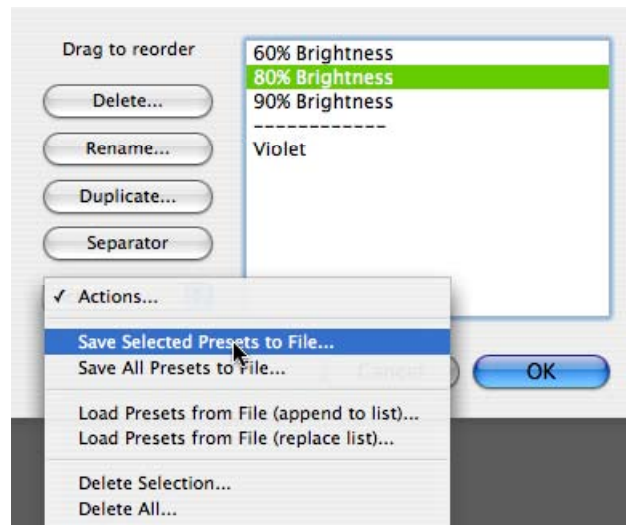 Drag to reorder
Delete...
Rename...
Duplicate...
Separator
60% Brightness
80% Brightness
90% Brightness
------------
Violet
✓ Actions...
Save Selected Presets to File...
Save All Presets to File...
Load Presets from File (append to list)...
Load Presets from File (replace list)...
Delete Selection...
Delete All...
Cancel
OK